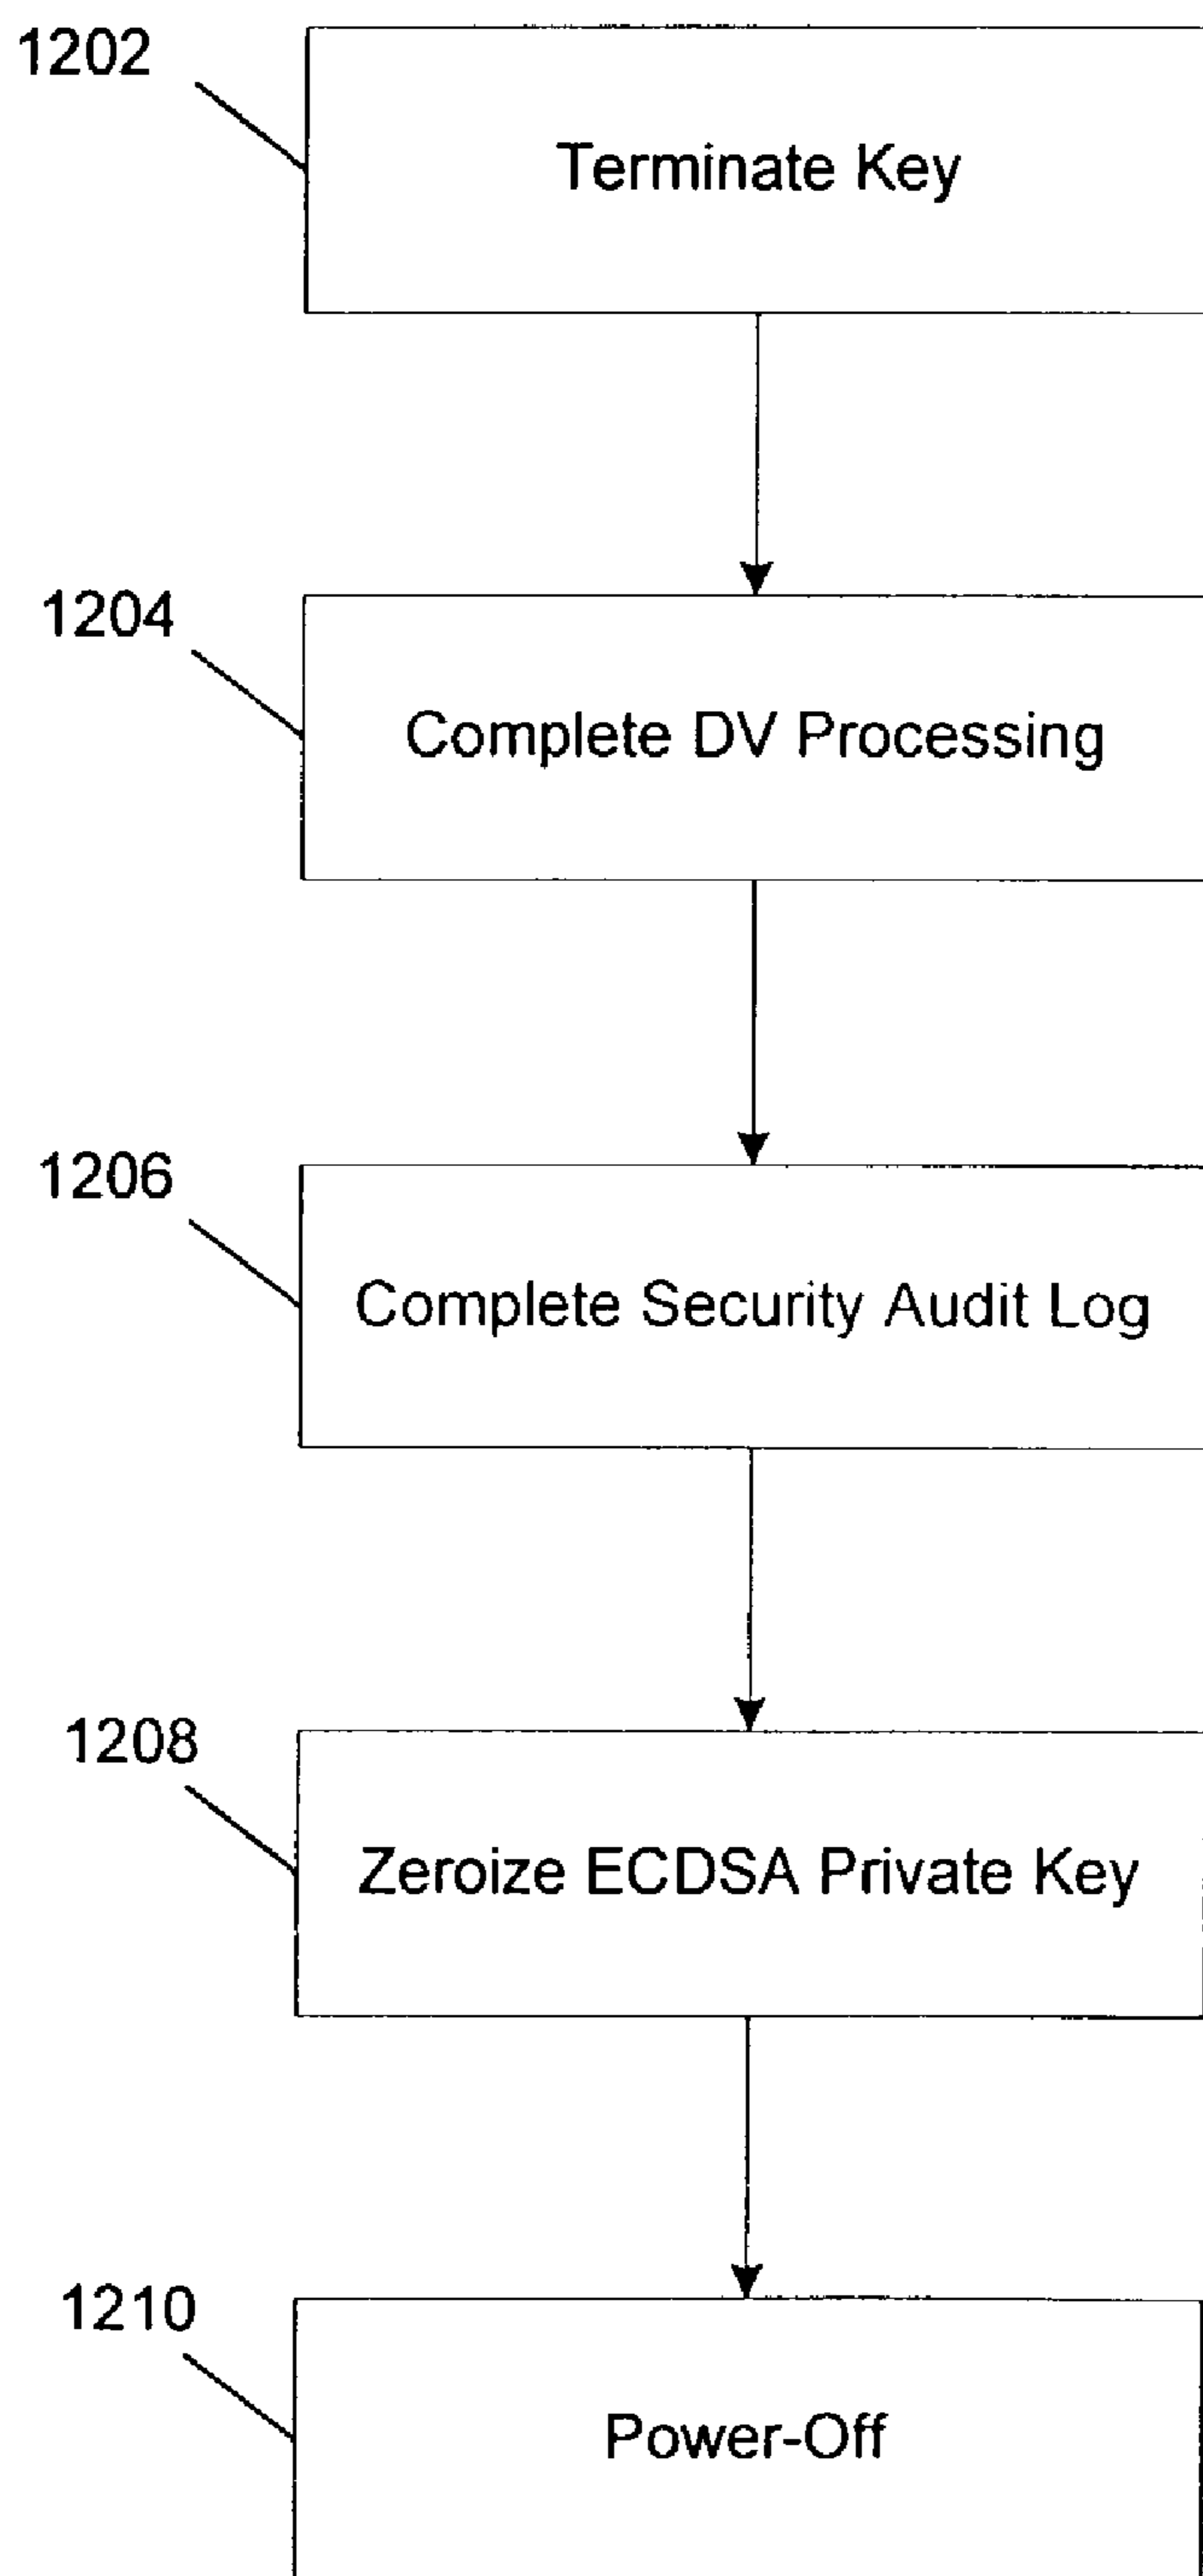 1202
Terminate Key
1204
Complete DV Processing
1206
Complete Security Audit Log
1208
Zeroize ECDSA Private Key
1210
Power-Off